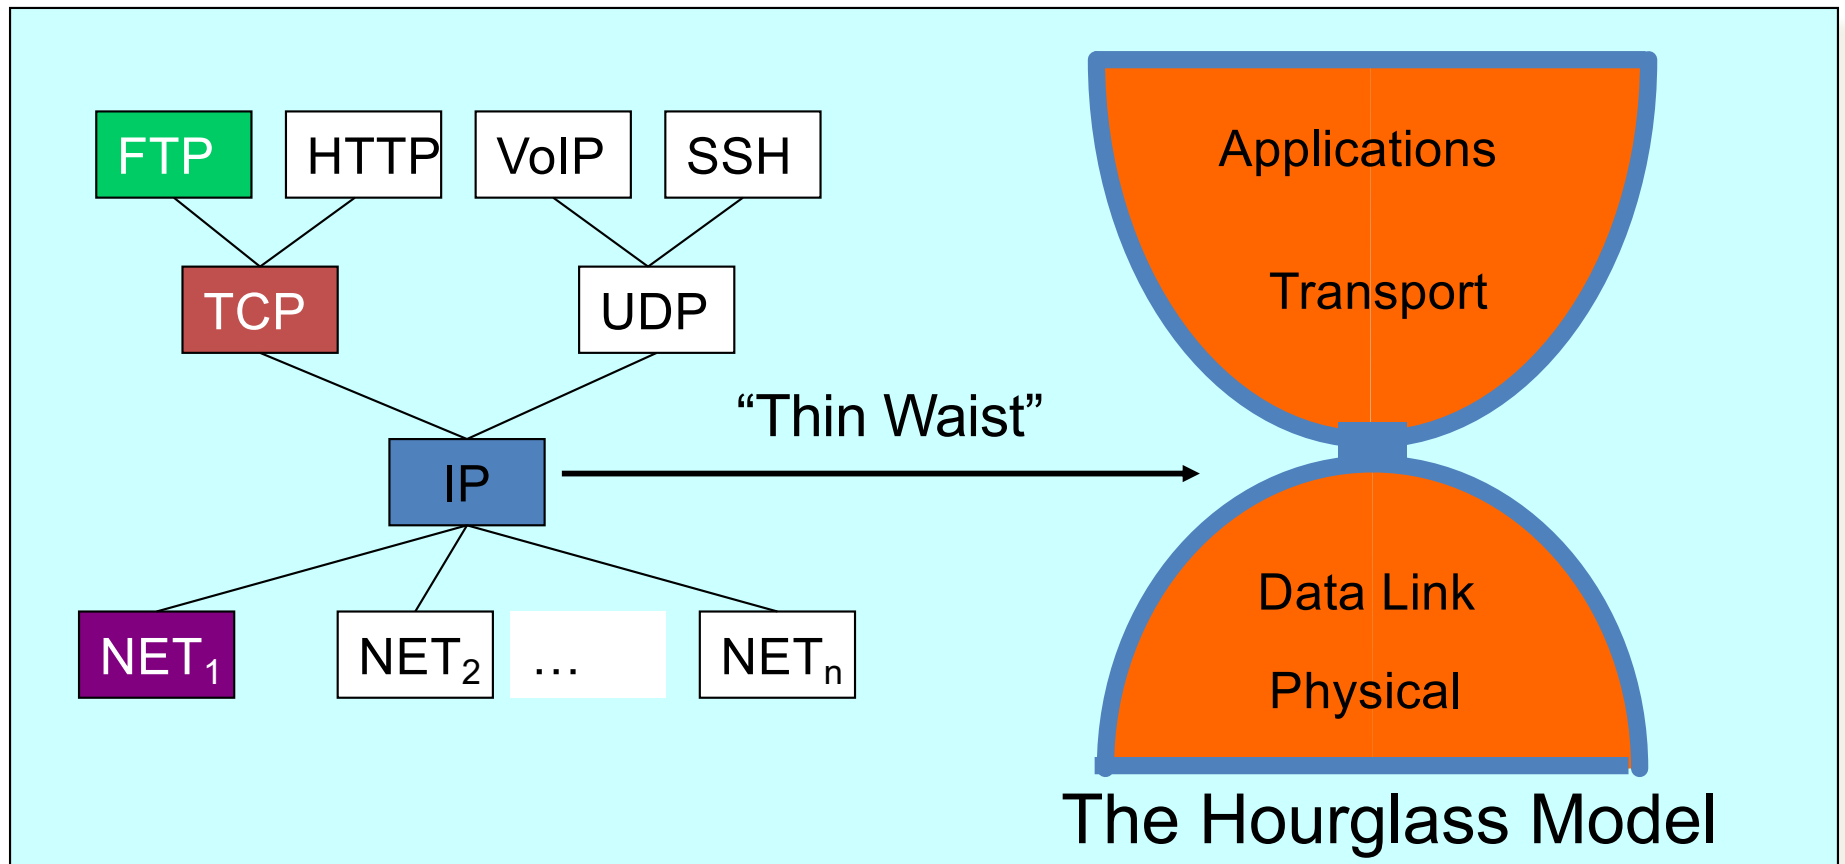 FTP HTTP VoIP SSH
TCP UDP
IP
“Thin Waist”
NET₁ NET₂ … NETₙ
Applications
Transport
Data Link
Physical
The Hourglass Model